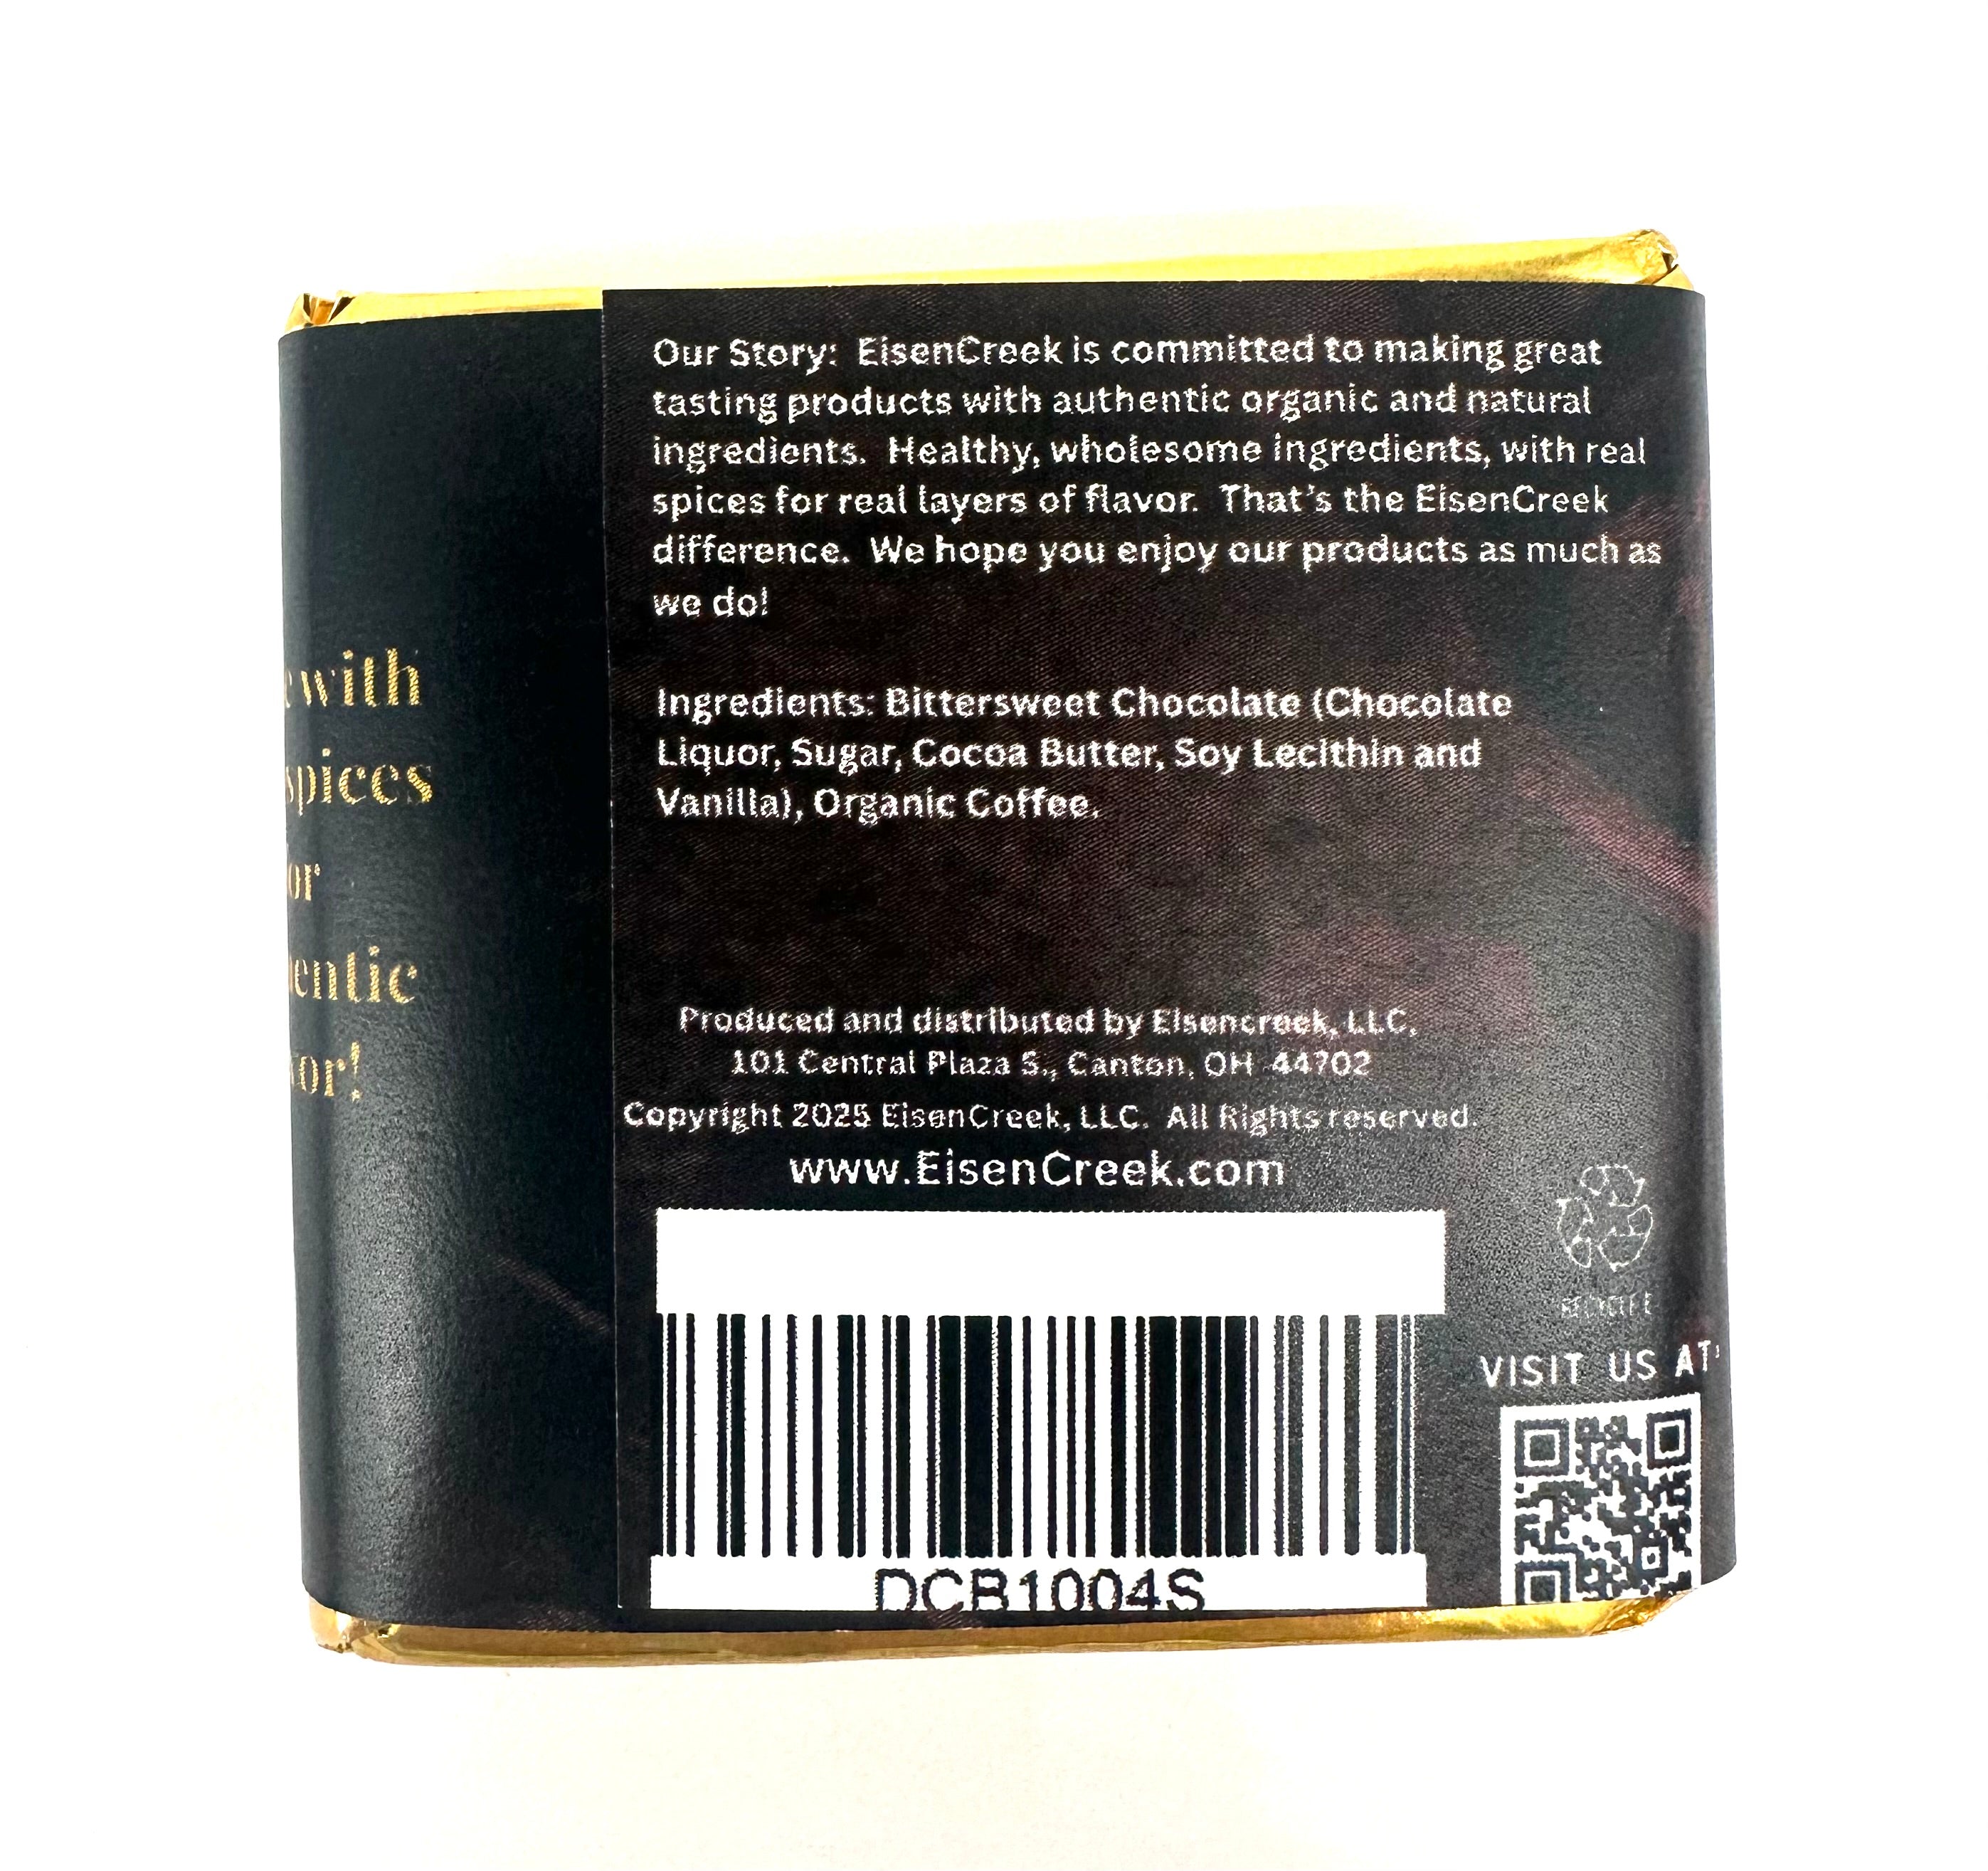 with
spices
or
entic
or!
Our Story: EisenCreek is committed to making great
tasting products with authentic organic and natural
ingredients. Healthy, wholesome ingredients, with real
spices for real layers of flavor. That's the EisenCreek
difference. We hope you enjoy our products as much as
we do!
Ingredients: Bittersweet Chocolate (Chocolate
Liquor, Sugar, Cocoa Butter, Soy Lecithin and
Vanilla), Organic Coffee.
Produced and distributed by Eisencreek, LLC,
101 Central Plaza S., Canton, OH 44702
Copyright 2025 EisenCreek, LLC. All Rights reserved.
www.EisenCreek.com
DCB1004S
VISIT US AT